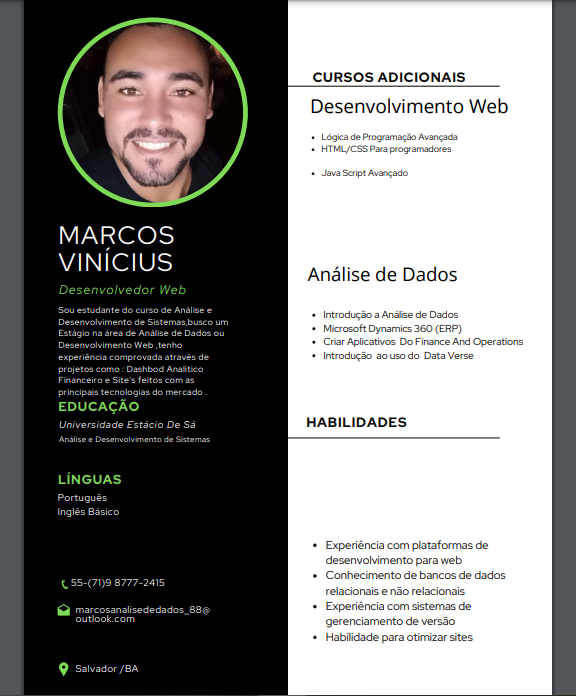 MARCOS
VINÍCIUS
Desenvolvedor Web
Sou estudante do curso de Análise e
Desenvolvimento de Sistemas,busco um
Estágio na área de Análise de Dados ou
Desenvolvimento Web ,tenho
experiência comprovada através de
projetos como : Dashbod Analítico
Financeiro e Site's feitos com as
principais tecnologias do mercado .
EDUCAÇÃO
Universidade Estácio De Sá
Análise e Desenvolvimento de Sistemas
LÍNGUAS
Português
Inglês Básico
55-(71)9 8777-2415
marcosanalisededados_88@
outlook.com
Salvador /BA
CURSOS ADICIONAIS
Desenvolvimento Web
• Lógica de Programação Avançada
• HTML/CSS Para programadores
• Java Script Avançado
Análise de Dados
• Introdução a Análise de Dados
• Microsoft Dynamics 360 (ERP)
• Criar Aplicativos Do Finance And Operations
• Introdução ao uso do Data Verse
HABILIDADES
• Experiência com plataformas de
desenvolvimento para web
• Conhecimento de bancos de dados
relacionais e não relacionais
• Experiência com sistemas de
gerenciamento de versão
• Habilidade para otimizar sites